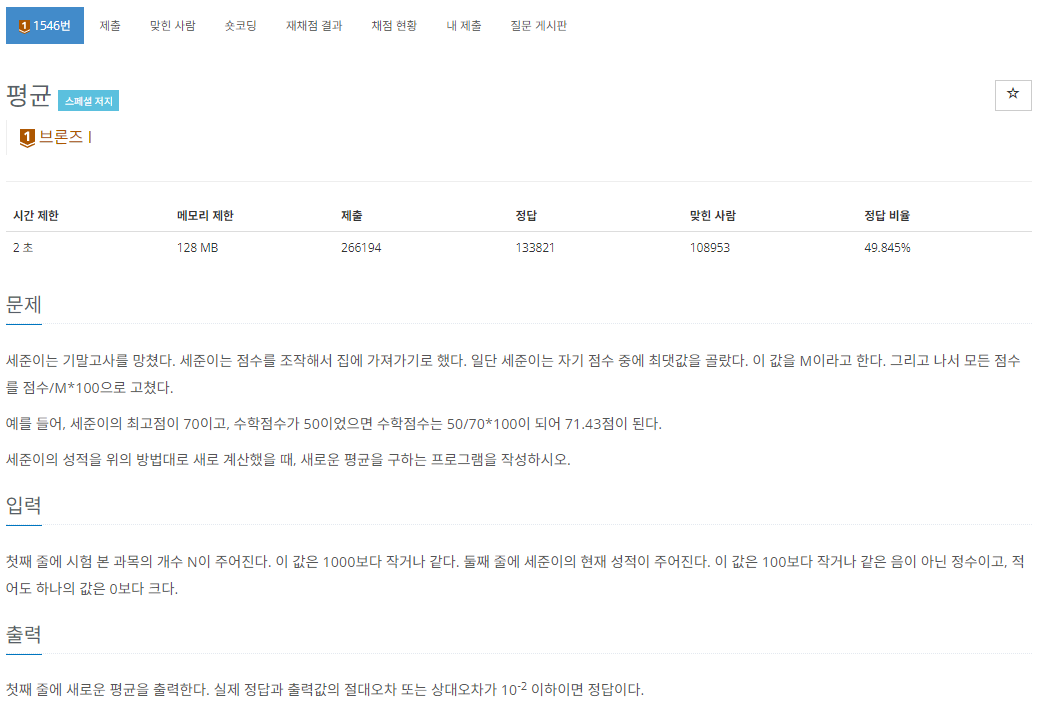 1 1546번 제출 맞힌 사람 숏코딩 재채점 결과 채점 현황 내 제출 질문 게시판
평균 스페셜 저지
1 브론즈 I
시간 제한 메모리 제한 제출 정답 맞힌 사람 정답 비율
2 초 128 MB 266194 133821 108953 49.845%
문제
세준이는 기말고사를 망쳤다. 세준이는 점수를 조작해서 집에 가져가기로 했다. 일단 세준이는 자기 점수 중에 최댓값을 골랐다. 이 값을 M이라고 한다. 그리고 나서 모든 점수
를 점수/M*100으로 고쳤다.
예를 들어, 세준이의 최고점이 70이고, 수학점수가 50이었으면 수학점수는 50/70*100이 되어 71.43점이 된다.
세준이의 성적을 위의 방법대로 새로 계산했을 때, 새로운 평균을 구하는 프로그램을 작성하시오.
입력
첫째 줄에 시험 본 과목의 개수 N이 주어진다. 이 값은 1000보다 작거나 같다. 둘째 줄에 세준이의 현재 성적이 주어진다. 이 값은 100보다 작거나 같은 음이 아닌 정수이고, 적
어도 하나의 값은 0보다 크다.
출력
첫째 줄에 새로운 평균을 출력한다. 실제 정답과 출력값의 절대오차 또는 상대오차가 10⁻² 이하이면 정답이다.